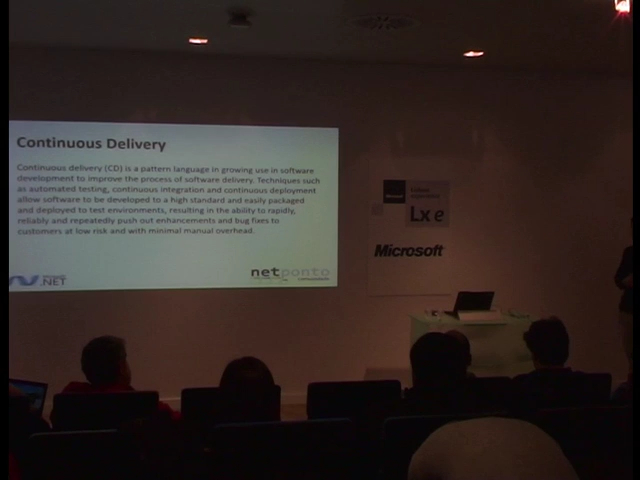 Continuous Delivery
Continuous delivery (CD) is a pattern language in growing use in software
development to improve the process of software delivery. Techniques such
as automated testing, continuous integration and continuous deployment
allow software to be developed to a high standard and easily packaged
and deployed to test environments, resulting in the ability to rapidly,
reliably and repeatedly push out enhancements and bug fixes to
customers at low risk and with minimal manual overhead.
.NET
netponto
Lx e
Microsoft